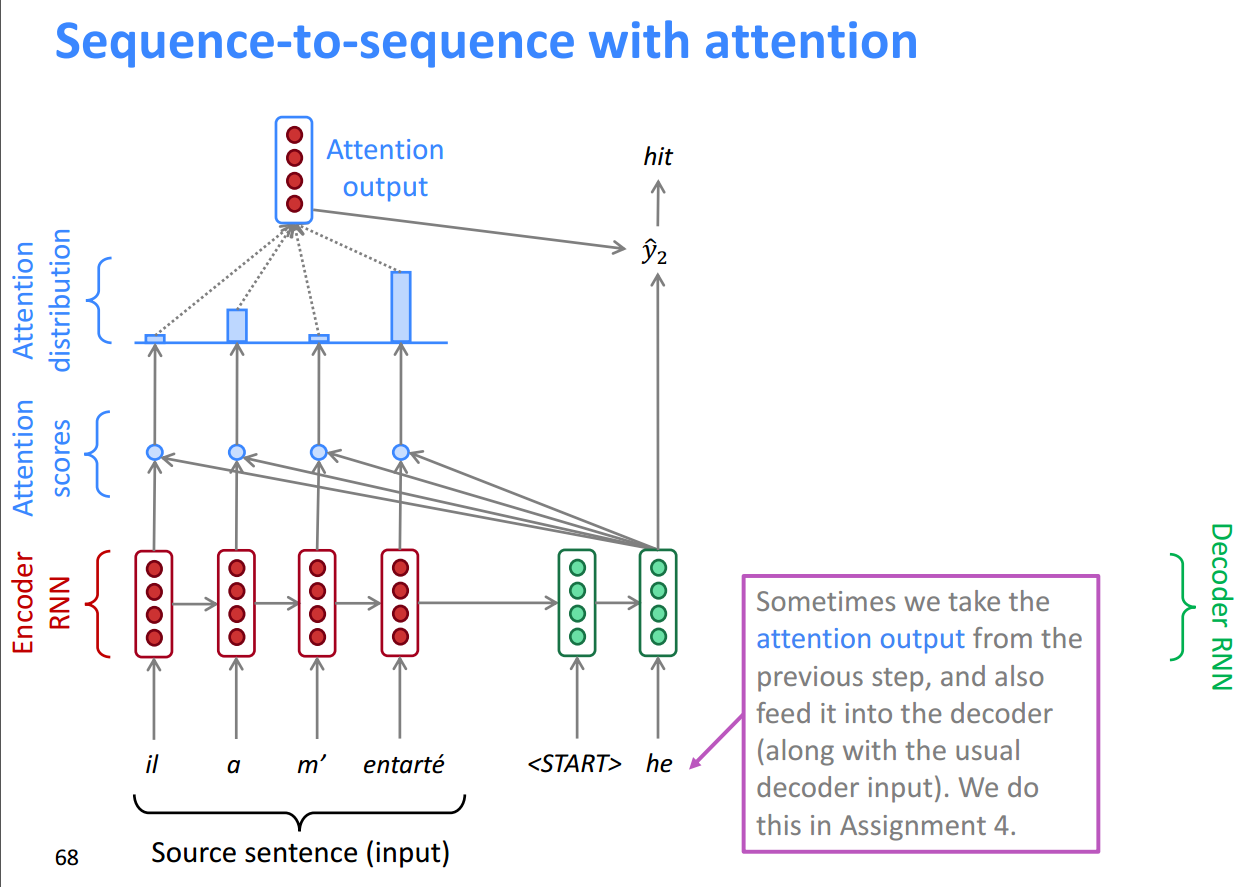 Sequence-to-sequence with attention
Attention
output
hit
ŷ₂
Attention
distribution
Attention
scores
Encoder
RNN
Decoder RNN
Sometimes we take the
attention output from the
previous step, and also
feed it into the decoder
(along with the usual
decoder input). We do
this in Assignment 4.
il a m’ entarté <START> he
Source sentence (input)
68